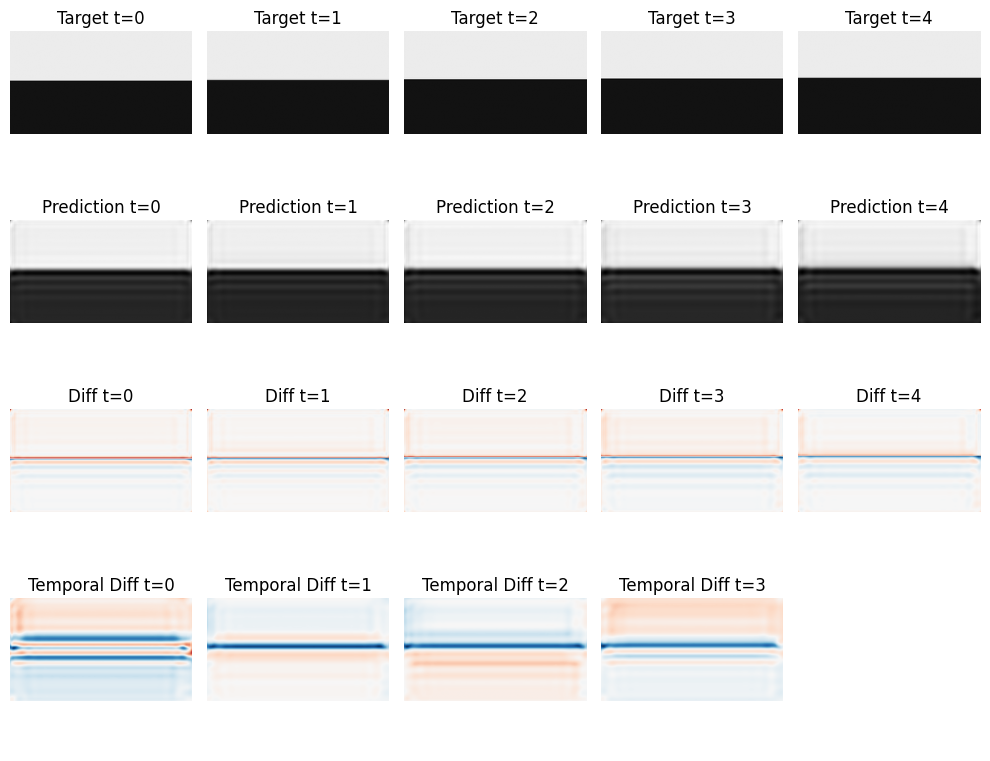 Target t=0
Target t=1
Target t=2
Target t=3
Target t=4
Prediction t=0
Prediction t=1
Prediction t=2
Prediction t=3
Prediction t=4
Diff t=0
Diff t=1
Diff t=2
Diff t=3
Diff t=4
Temporal Diff t=0
Temporal Diff t=1
Temporal Diff t=2
Temporal Diff t=3